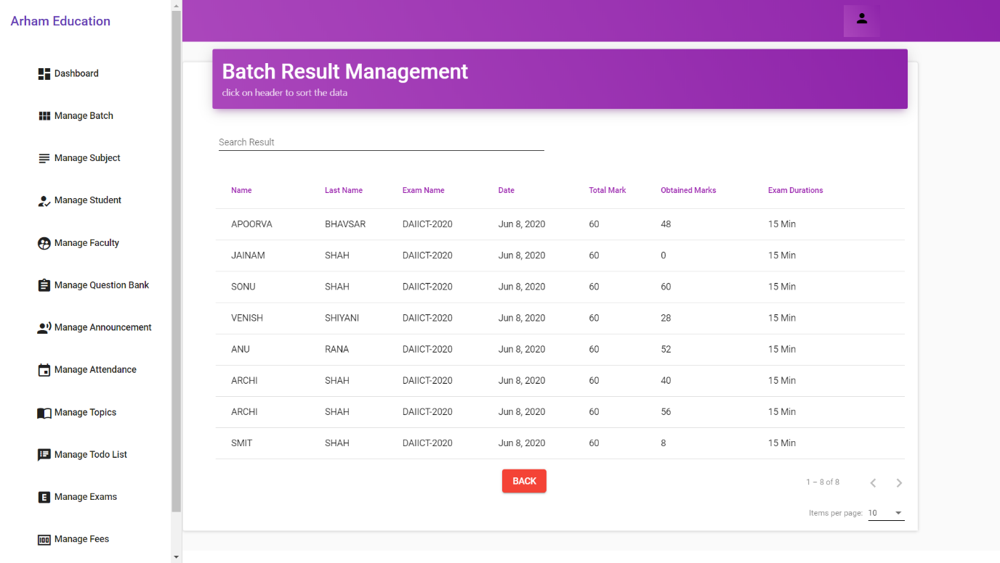 Arham Education
Dashboard
Manage Batch
Manage Subject
Manage Student
Manage Faculty
Manage Question Bank
Manage Announcement
Manage Attendance
Manage Topics
Manage Todo List
E Manage Exams
100 Manage Fees
Batch Result Management
click on header to sort the data
Search Result
Name Last Name Exam Name Date Total Mark Obtained Marks Exam Durations
APOORVA BHAVSAR DAIICT-2020 Jun 8, 2020 60 48 15 Min
JAINAM SHAH DAIICT-2020 Jun 8, 2020 60 0 15 Min
SONU SHAH DAIICT-2020 Jun 8, 2020 60 60 15 Min
VENISH SHIYANI DAIICT-2020 Jun 8, 2020 60 28 15 Min
ANU RANA DAIICT-2020 Jun 8, 2020 60 52 15 Min
ARCHI SHAH DAIICT-2020 Jun 8, 2020 60 40 15 Min
ARCHI SHAH DAIICT-2020 Jun 8, 2020 60 56 15 Min
SMIT SHAH DAIICT-2020 Jun 8, 2020 60 8 15 Min
BACK
1 – 8 of 8
Items per page: 10